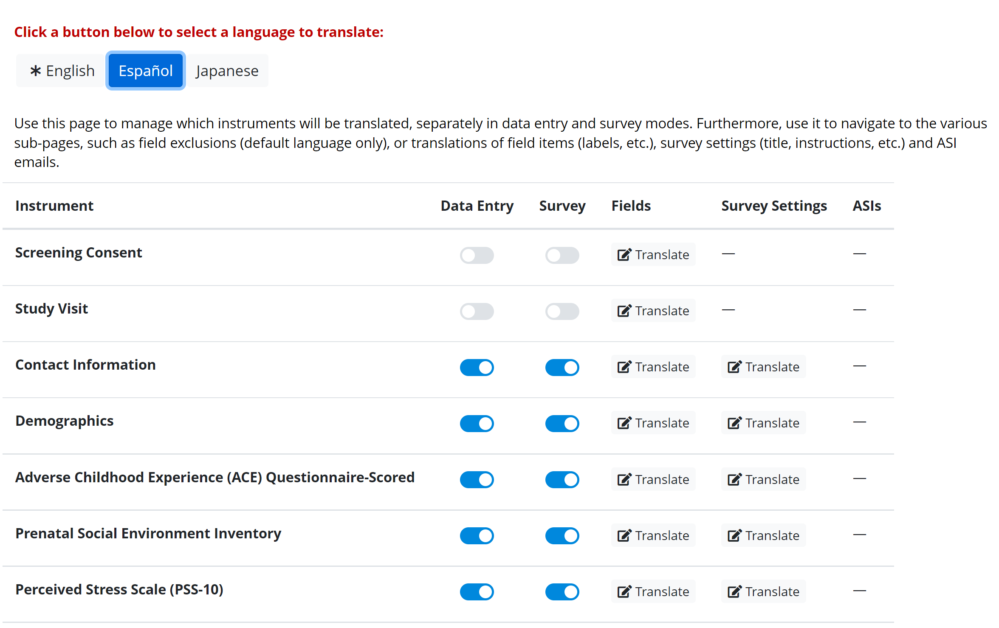 Click a button below to select a language to translate:
* English Español Japanese
Use this page to manage which instruments will be translated, separately in data entry and survey modes. Furthermore, use it to navigate to the various
sub-pages, such as field exclusions (default language only), or translations of field items (labels, etc.), survey settings (title, instructions, etc.) and ASI
emails.
Instrument Data Entry Survey Fields Survey Settings ASIs
Screening Consent Translate — —
Study Visit Translate — —
Contact Information Translate Translate —
Demographics Translate Translate —
Adverse Childhood Experience (ACE) Questionnaire-Scored Translate Translate —
Prenatal Social Environment Inventory Translate Translate —
Perceived Stress Scale (PSS-10) Translate Translate —